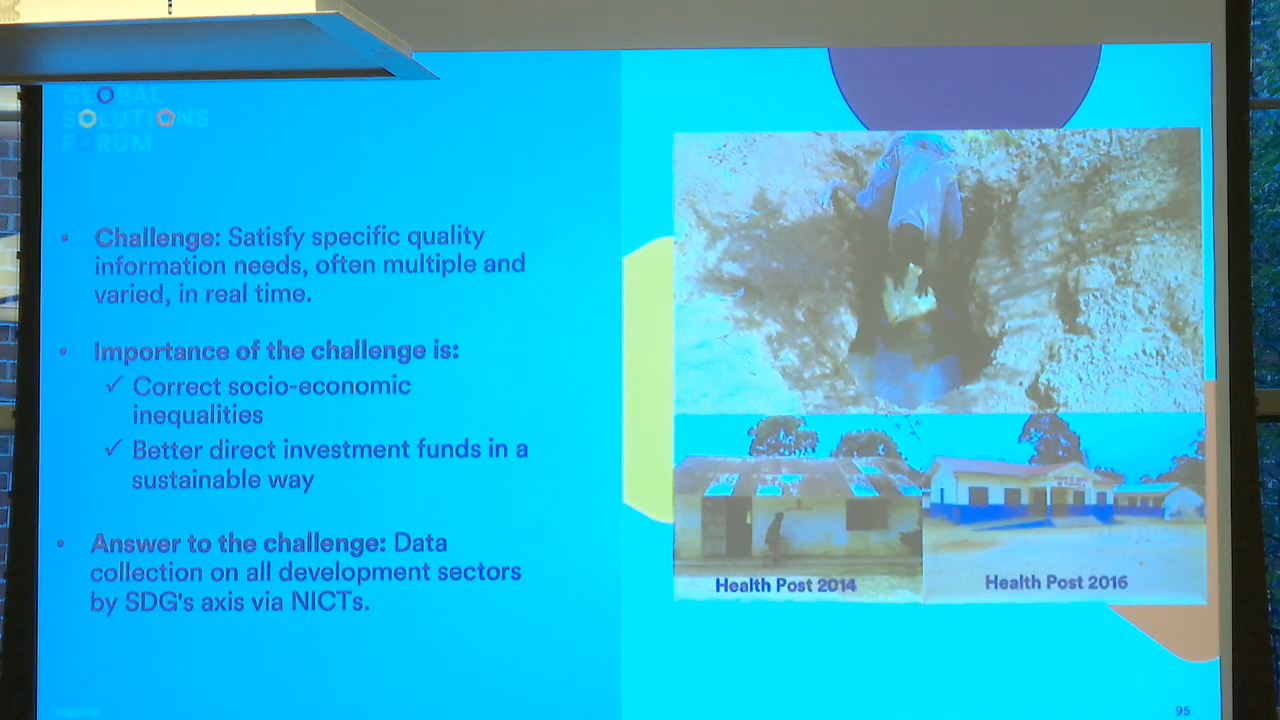 GLOBAL
SOLUTIONS
FORUM
• Challenge: Satisfy specific quality
information needs, often multiple and
varied, in real time.
• Importance of the challenge is:
✓ Correct socio-economic
inequalities
✓ Better direct investment funds in a
sustainable way
• Answer to the challenge: Data
collection on all development sectors
by SDG's axis via NICTs.
Health Post 2014
Health Post 2016
95